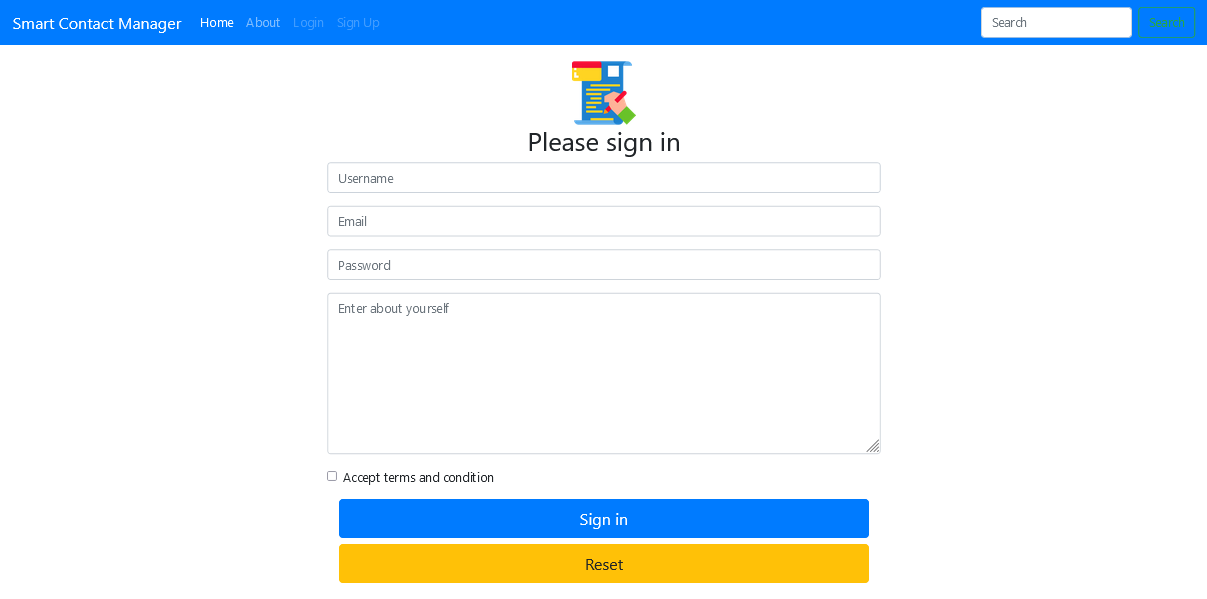 Smart Contact Manager Home About Login Sign Up Search Search
Please sign in
Username
Email
Password
Enter about yourself
Accept terms and condition
Sign in
Reset